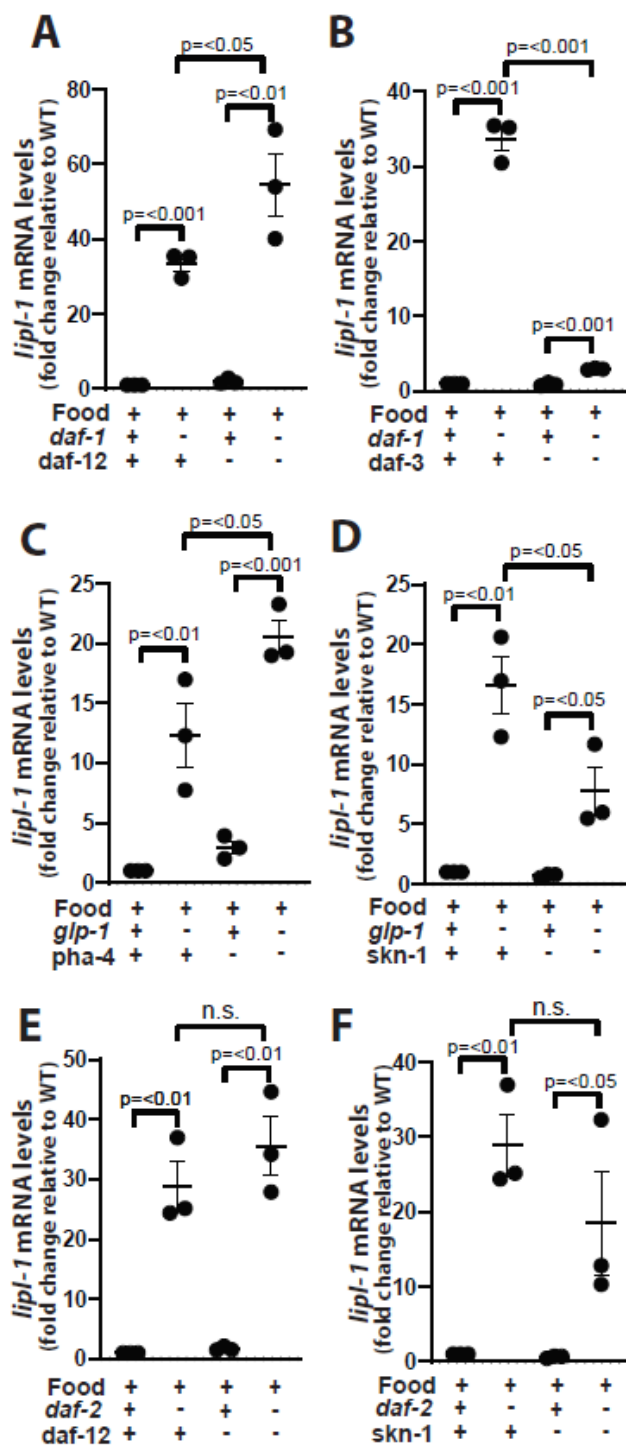 A
p=<0.05
p=<0.01
p=<0.001
lipl-1 mRNA levels
(fold change relative to WT)
80
60
40
20
0
Food + + + +
daf-1 + - + -
daf-12 + + - -
B
p=<0.001
p=<0.001
p=<0.001
lipl-1 mRNA levels
(fold change relative to WT)
40
30
20
10
0
Food + + + +
daf-1 + - + -
daf-3 + + - -
C
p=<0.05
p=<0.001
p=<0.01
lipl-1 mRNA levels
(fold change relative to WT)
25
20
15
10
5
0
Food + + + +
glp-1 + - + -
pha-4 + + - -
D
p=<0.05
p=<0.01
p=<0.05
lipl-1 mRNA levels
(fold change relative to WT)
25
20
15
10
5
0
Food + + + +
glp-1 + - + -
skn-1 + + - -
E
n.s.
p=<0.01
p=<0.01
lipl-1 mRNA levels
(fold change relative to WT)
50
40
30
20
10
0
Food + + + +
daf-2 + - + -
daf-12 + + - -
F
n.s.
p=<0.01
p=<0.05
lipl-1 mRNA levels
(fold change relative to WT)
40
30
20
10
0
Food + + + +
daf-2 + - + -
skn-1 + + - -